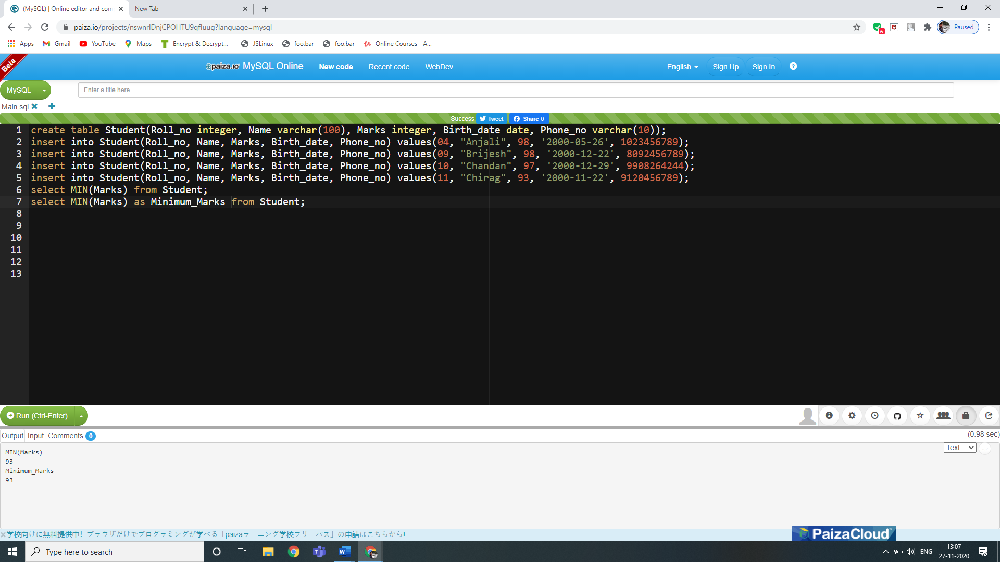 (MySQL) | Online editor and com
New Tab
paiza.io/projects/nswnrIDnjCPOHTU9qfluug?language=mysql
6
Paused
Apps
Gmail
YouTube
Maps
Encrypt & Decrypt...
JSLinux
foo.bar
foo.bar
Online Courses - A...
Beta
paiza.io MySQL Online
New code
Recent code
WebDev
English
Sign Up
Sign In
MySQL
Enter a title here
Main.sql
Success
Tweet
Share 0
1 create table Student(Roll_no integer, Name varchar(100), Marks integer, Birth_date date, Phone_no varchar(10));
2 insert into Student(Roll_no, Name, Marks, Birth_date, Phone_no) values(04, "Anjali", 98, '2000-05-26', 1023456789);
3 insert into Student(Roll_no, Name, Marks, Birth_date, Phone_no) values(09, "Brijesh", 98, '2000-12-22', 8092456789);
4 insert into Student(Roll_no, Name, Marks, Birth_date, Phone_no) values(10, "Chandan", 97, '2000-12-29', 9908264244);
5 insert into Student(Roll_no, Name, Marks, Birth_date, Phone_no) values(11, "Chirag", 93, '2000-11-22', 9120456789);
6 select MIN(Marks) from Student;
7 select MIN(Marks) as Minimum_Marks from Student;
8
9
10
11
12
13
Run (Ctrl-Enter)
Output
Input
Comments 0
(0.98 sec)
Text
MIN(Marks)
93
Minimum_Marks
93
学校向けに無料提供中！ブラウザだけでプログラミングが学べる「paizaラーニング学校フリーパス」の申請はこちらから!
PaizaCloud
Type here to search
ENG
13:07
27-11-2020